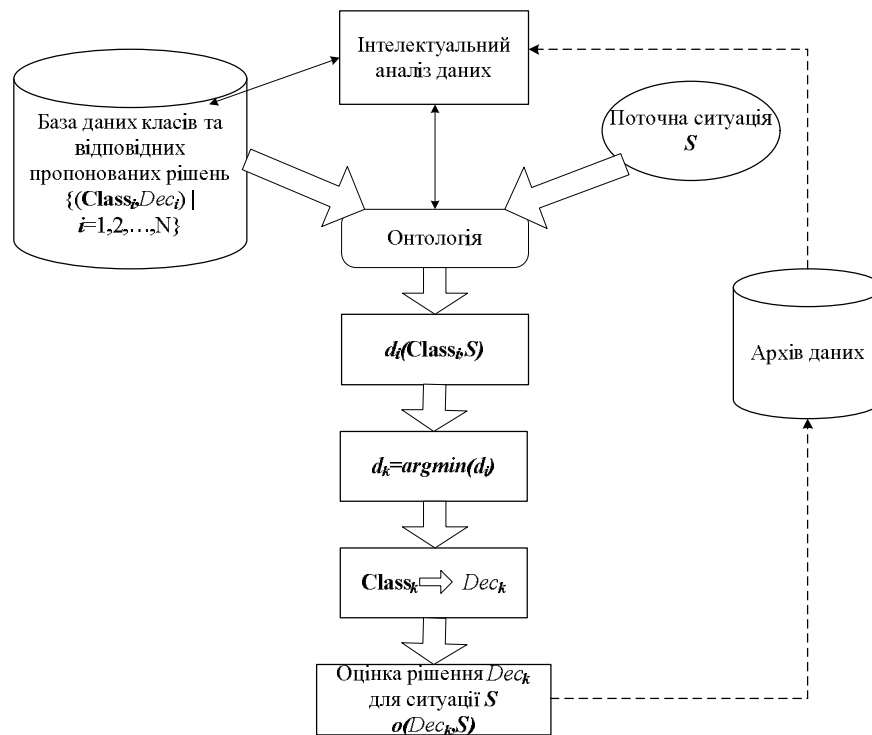 Інтелектуальний
аналіз даних
База даних класів та
відповідних
пропонованих рішень
{(Classi,Deci) |
i=1,2,…,N}
Поточна ситуація
S
Онтологія
di(Classi,S)
Архів даних
dk=argmin(di)
Classk Deck
Оцінка рішення Deck
для ситуації S
o(Deck,S)